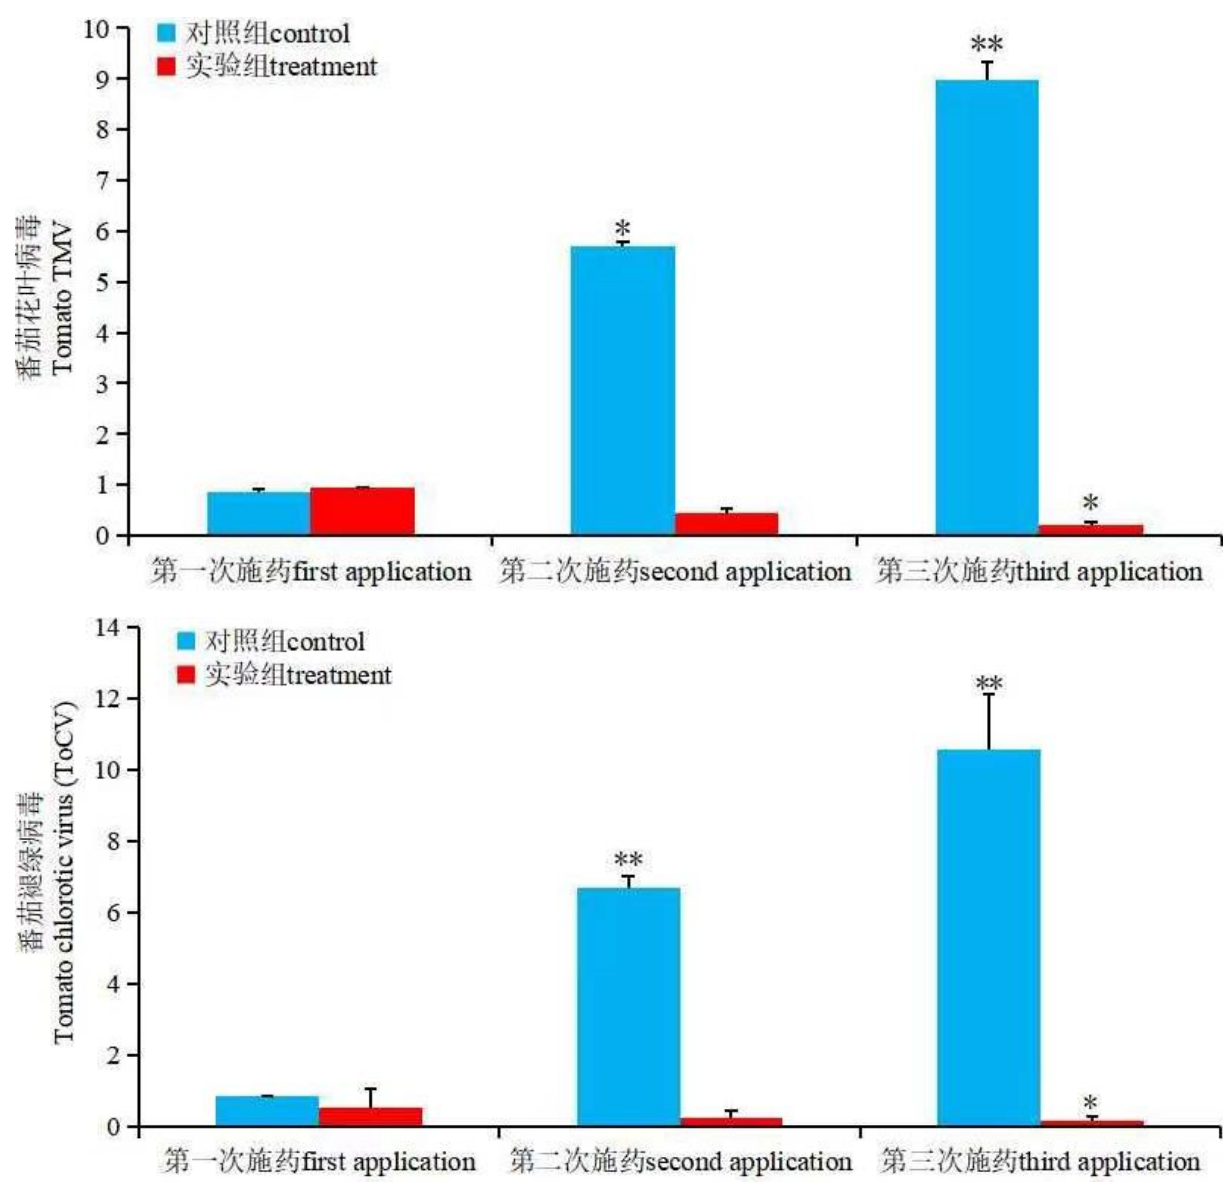 对照组control
实验组treatment
番茄花叶病毒
Tomato TMV
10
9
8
7
6
5
4
3
2
1
0
*
**
*
第一次施药first application
第二次施药second application
第三次施药third application
对照组control
实验组treatment
番茄褪绿病毒
Tomato chlorotic virus (ToCV)
14
12
10
8
6
4
2
0
**
**
*
第一次施药first application
第二次施药second application
第三次施药third application